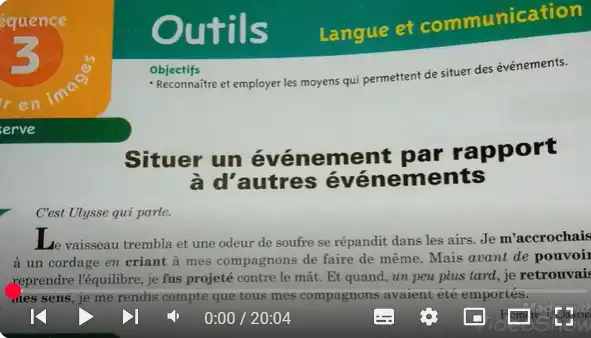 équence
3
r en images
Outils
Langue et communication
Objectifs
• Reconnaître et employer les moyens qui permettent de situer des événements.
serve
Situer un événement par rapport
à d'autres événements
C'est Ulysse qui parle.
Le vaisseau trembla et une odeur de soufre se répandit dans les airs. Je m'accrochais
à un cordage en criant à mes compagnons de faire de même. Mais avant de pouvoir
reprendre l'équilibre, je fus projeté contre le mât. Et quand, un peu plus tard, je retrouvais
mes sens, je me rendis compte que tous mes compagnons avaient été emportés.
Made with
VideoShow
0:00 / 20:04